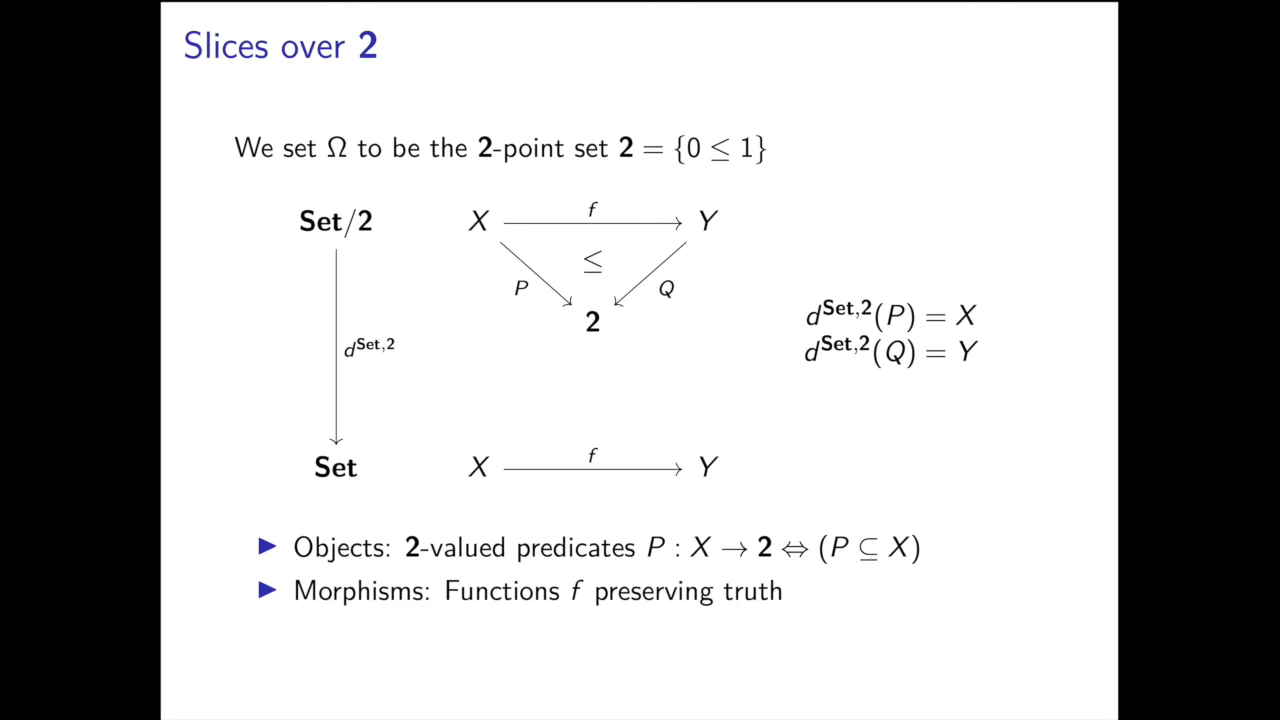 Slices over 2
We set Ω to be the 2-point set 2 = {0 ≤ 1}
Set/2
X
f
Y
≤
P
Q
2
d^{Set,2}
d^{Set,2}(P) = X
d^{Set,2}(Q) = Y
Set
X
f
Y
▶ Objects: 2-valued predicates P : X → 2 ⇔ (P ⊆ X)
▶ Morphisms: Functions f preserving truth